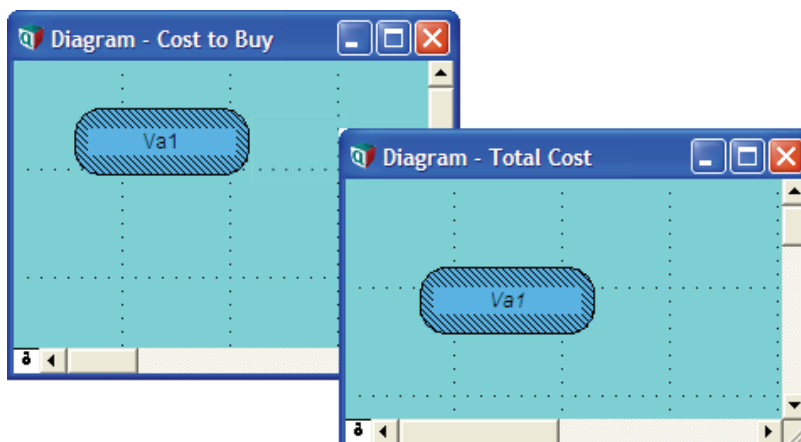 Diagram - Cost to Buy
Va1
Diagram - Total Cost
Va1